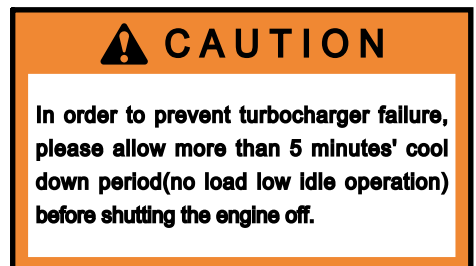 CAUTION
In order to prevent turbocharger failure,
please allow more than 5 minutes' cool
down period(no load low idle operation)
before shutting the engine off.